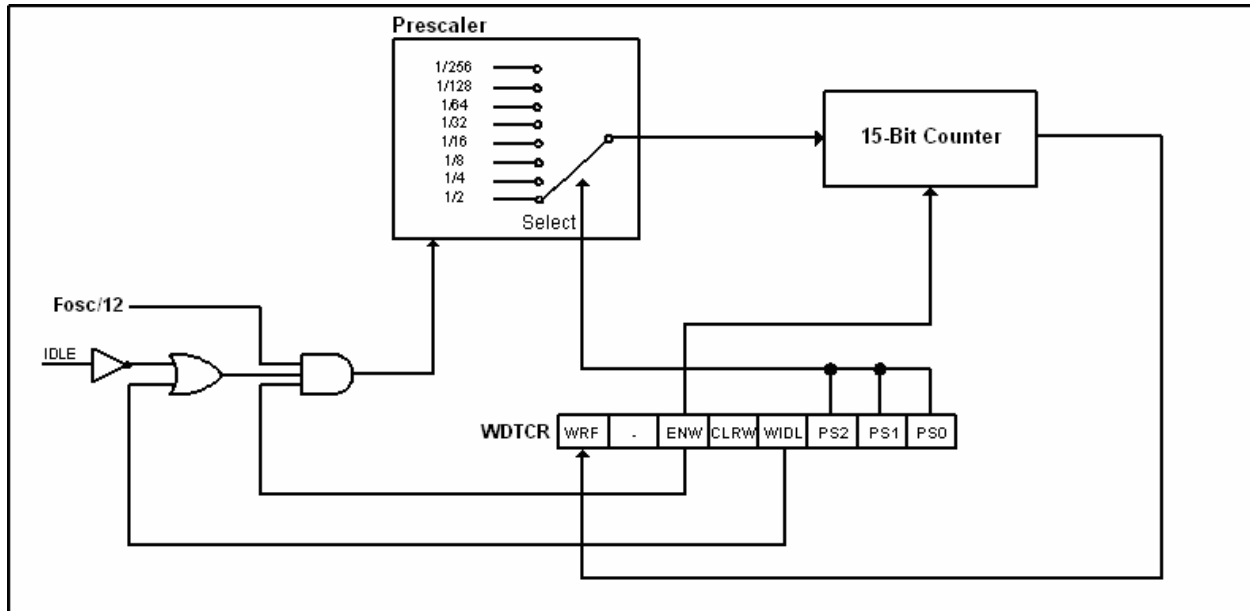 Prescaler
1/256
1/128
1/64
1/32
1/16
1/8
1/4
1/2
Select
15-Bit Counter
Fosc/12
IDLE
WDTCR WRF - ENW CLRW WIDL PS2 PS1 PS0